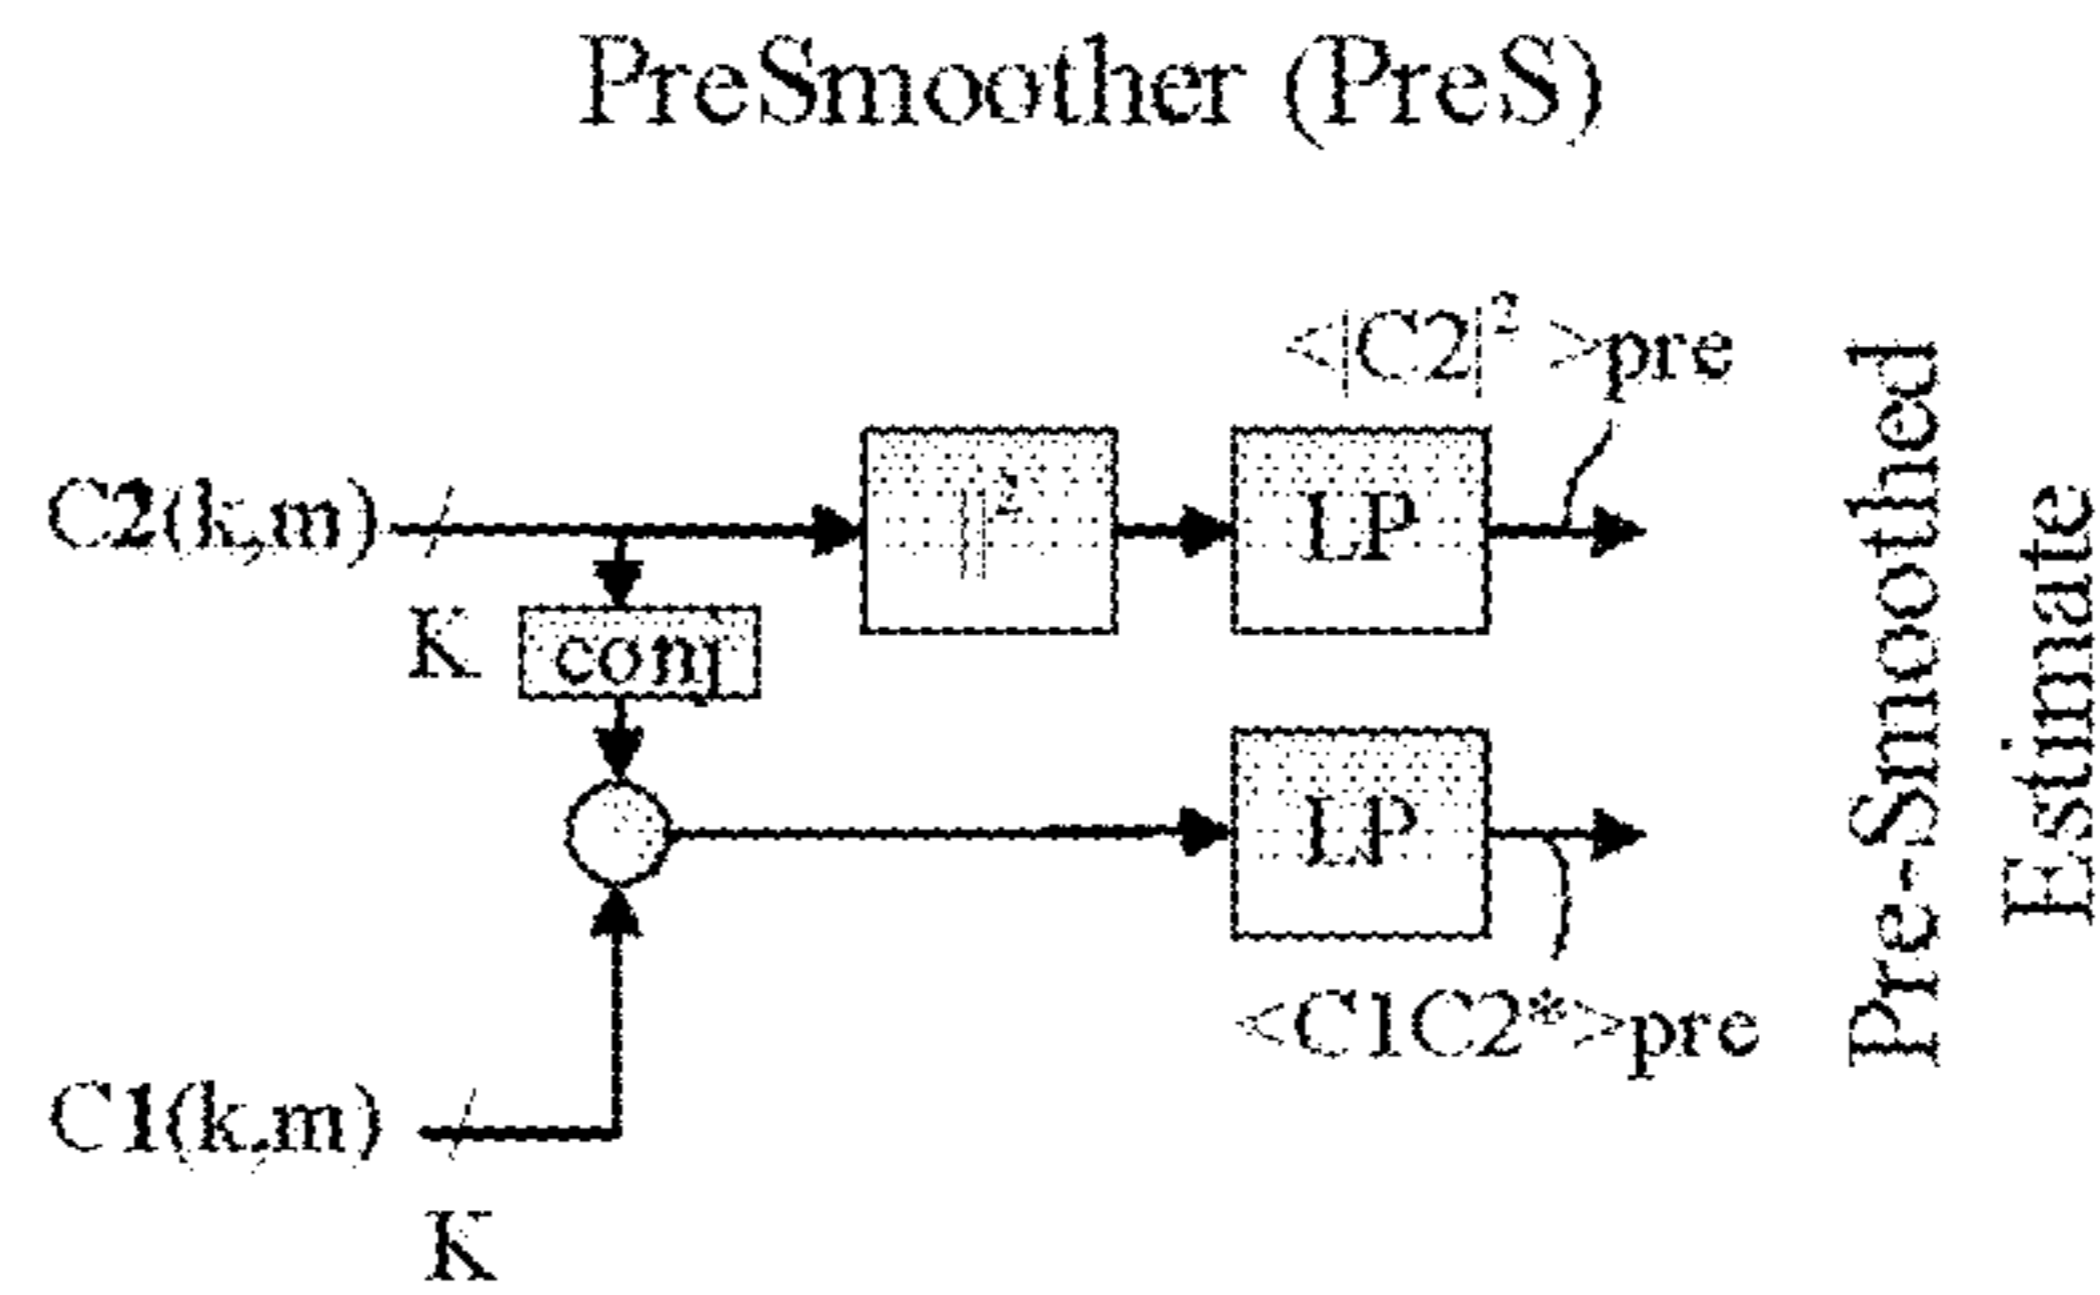 PreSmoother (PreS)
<|C2|² >pre
C2(k,m)
||²
LP
K
conj
LP
<C1C2*>pre
C1(k,m)
K
Pre-Smoothed
Estimate